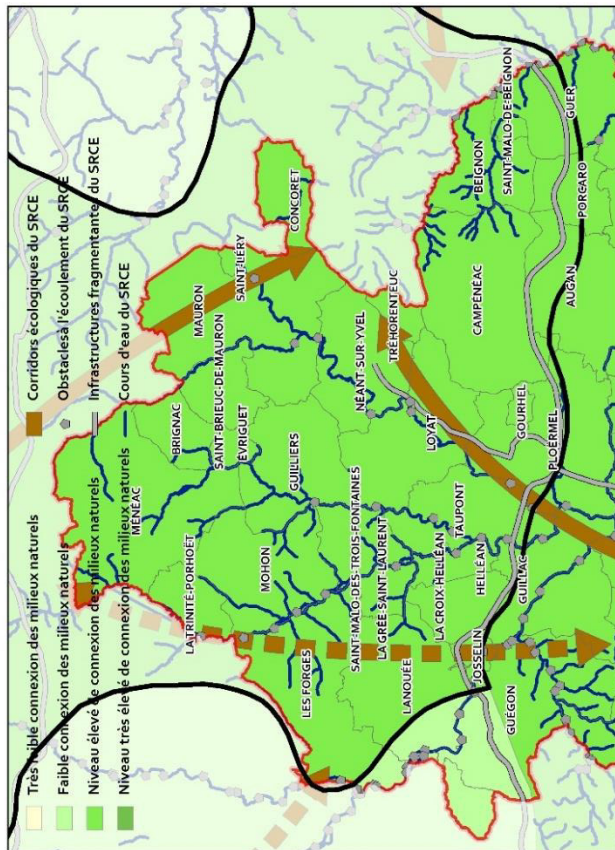 Très faible connexion des milieux naturels
Faible connexion des milieux naturels
Niveau élevé de connexion des milieux naturels
Niveau très élevé de connexion des milieux naturels
Corridors écologiques du SRCE
Obstaclesà l'écoulement du SRCE
Infrastructures fragmentantes du SRCE
Cours d'eau du SRCE
MÉNÉAC
BRIGNAC
MAURON
SAINT-LÉRY
CONCORET
SAINT-BRIEUC-DE-MAURON
ÉVRIGUET
LA TRINITÉ-PORHOËT
GUILLIERS
MOHON
NÉANT-SUR-YVEL
TRÉHORENTEUC
BEIGNON
SAINT-MALO-DE-BEIGNON
LES FORGES
SAINT-MALO-DES-TROIS-FONTAINES
LA GRÉE-SAINT-LAURENT
LOYAT
CAMPÉNÉAC
LANOUÉE
LA CROIX-HELLÉAN
TAUPONT
GOURHEL
GUER
HELLÉAN
PLOËRMEL
AUGAN
PORCARO
JOSSELIN
GUILLAC
GUÉGON